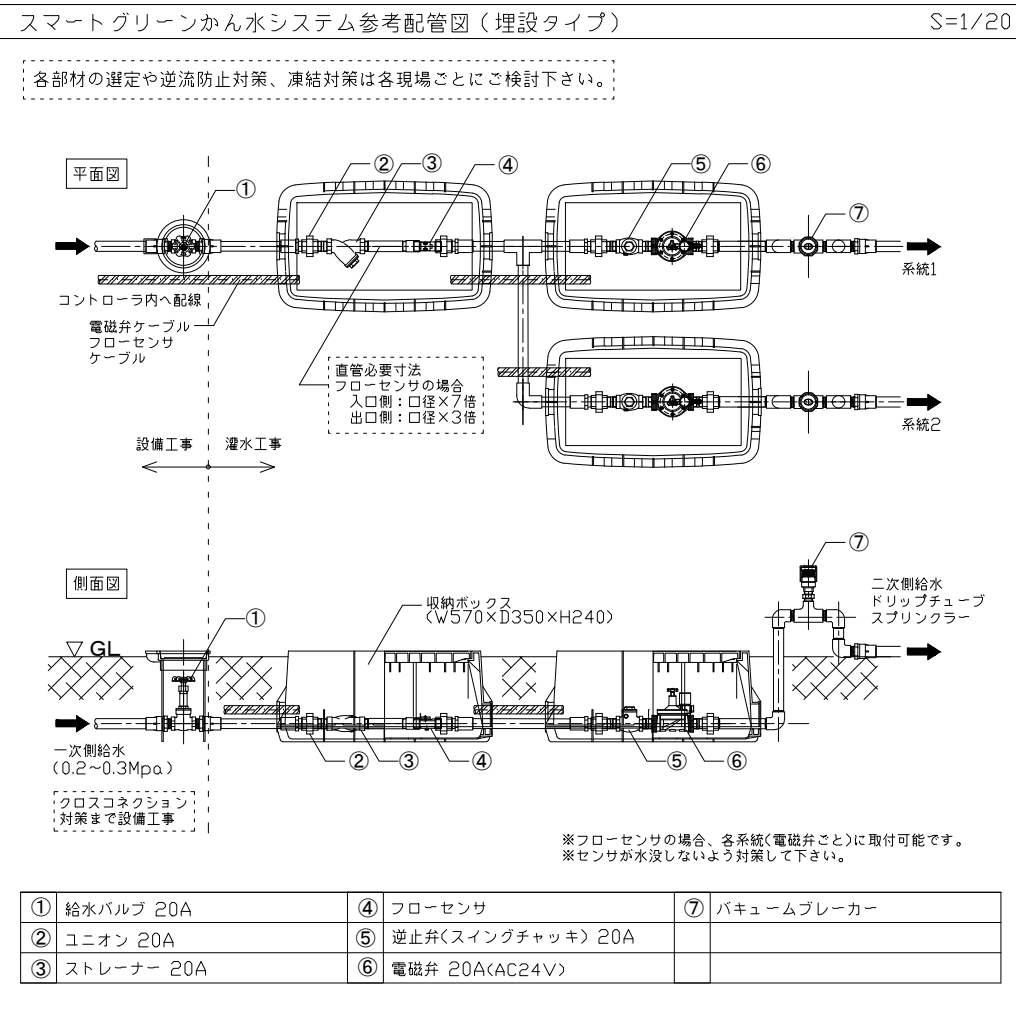 スマートグリーンかん水システム参考配管図(埋設タイプ)
S=1/20
各部材の選定や逆流防止対策、凍結対策は各現場ごとにご検討下さい。
平面図
①
②
③
④
⑤
⑥
⑦
系統1
コントローラ内へ配線
電磁弁ケーブル
フローセンサ
ケーブル
直管必要寸法
フローセンサの場合
入口側:口径×7倍
出口側:口径×3倍
系統2
設備工事
灌水工事
側面図
⑦
二次側給水
ドリップチューブ
スプリンクラー
収納ボックス
(W570×D350×H240)
①
▽GL
一次側給水
(0.2~0.3Mpa)
②
③
④
⑤
⑥
クロスコネクション
対策まで設備工事
※フローセンサの場合、各系統(電磁弁ごと)に取付可能です。
※センサが水没しないよう対策して下さい。
① 給水バルブ 20A
④ フローセンサ
⑦ バキュームブレーカー
② ユニオン 20A
⑤ 逆止弁(スイングチャッキ) 20A
③ ストレーナー 20A
⑥ 電磁弁 20A(AC24V)